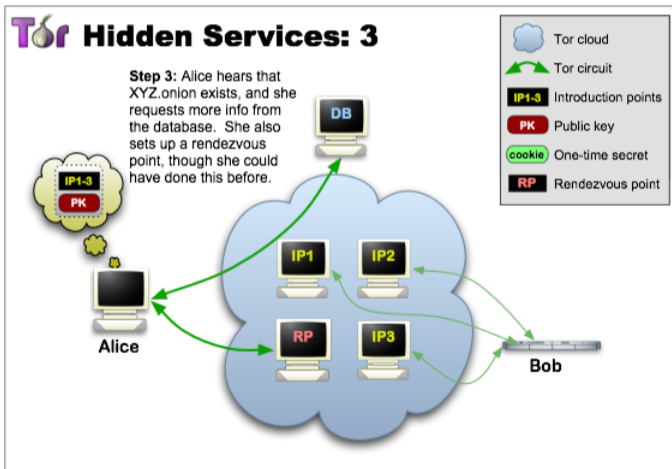 Tor Hidden Services: 3
Step 3: Alice hears that
XYZ.onion exists, and she
requests more info from
the database. She also
sets up a rendezvous
point, though she could
have done this before.
Tor cloud
Tor circuit
IP1-3 Introduction points
PK Public key
cookie One-time secret
RP Rendezvous point
DB
IP1-3
PK
IP1 IP2
RP IP3
Alice
Bob